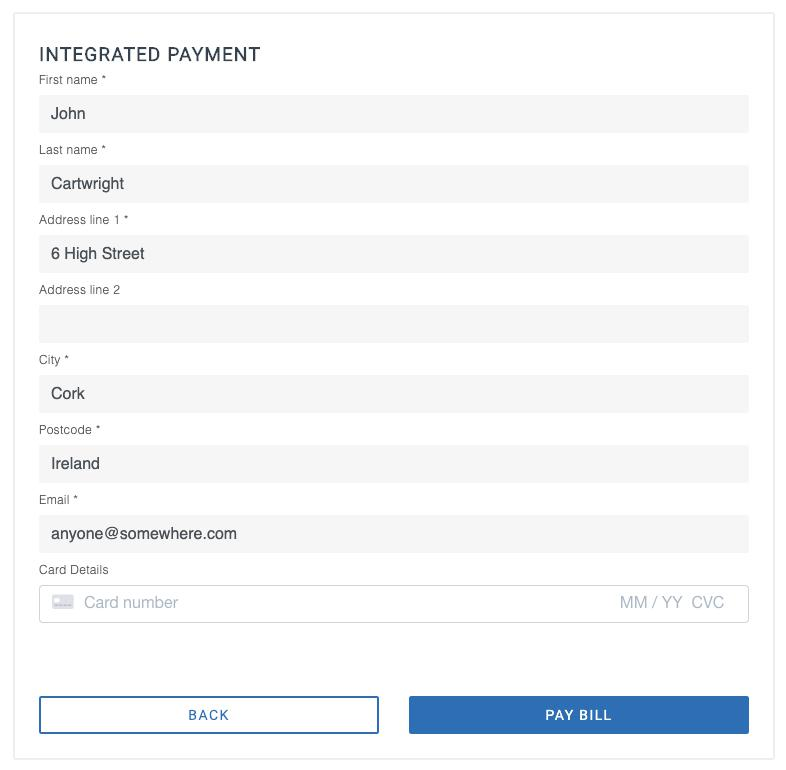 INTEGRATED PAYMENT
First name *
John
Last name *
Cartwright
Address line 1 *
6 High Street
Address line 2
City *
Cork
Postcode *
Ireland
Email *
anyone@somewhere.com
Card Details
Card number MM / YY CVC
BACK PAY BILL